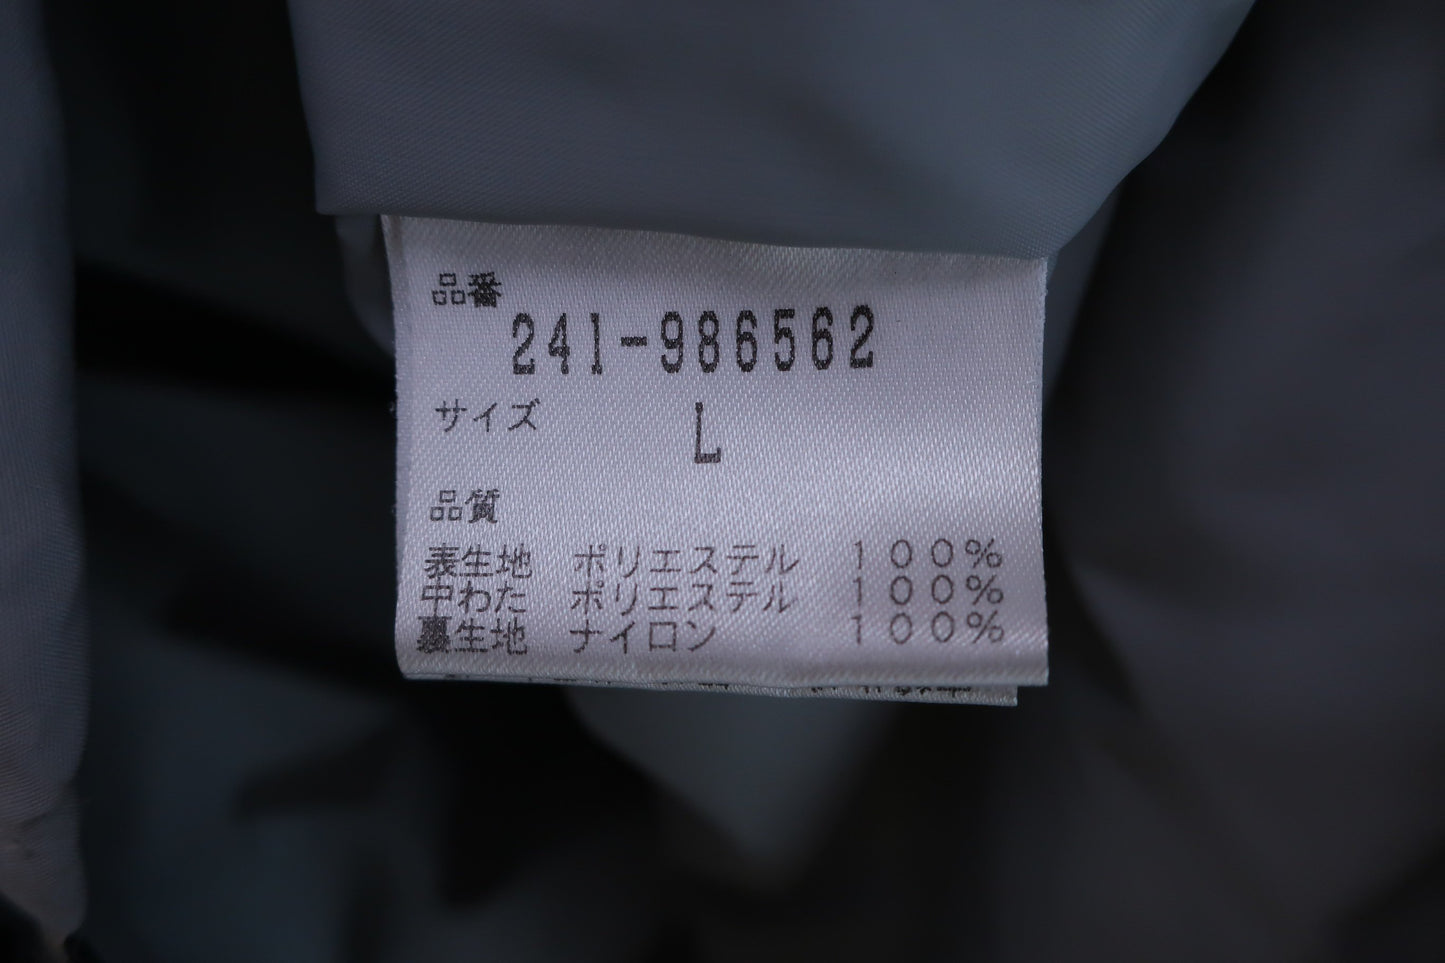 品番
241-986562
サイズ
L
品質
表生地 ポリエステル 100%
中わた ポリエステル 100%
裏生地 ナイロン 100%